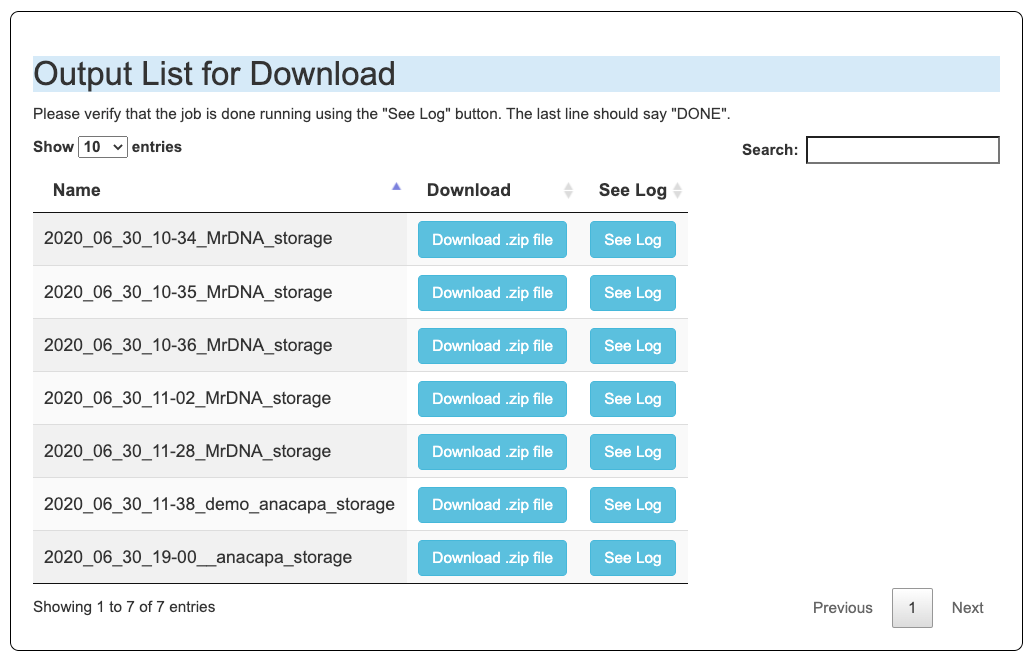 Output List for Download
Please verify that the job is done running using the "See Log" button. The last line should say "DONE".
Show 10 entries
Search:
Name Download See Log
2020_06_30_10-34_MrDNA_storage Download .zip file See Log
2020_06_30_10-35_MrDNA_storage Download .zip file See Log
2020_06_30_10-36_MrDNA_storage Download .zip file See Log
2020_06_30_11-02_MrDNA_storage Download .zip file See Log
2020_06_30_11-28_MrDNA_storage Download .zip file See Log
2020_06_30_11-38_demo_anacapa_storage Download .zip file See Log
2020_06_30_19-00__anacapa_storage Download .zip file See Log
Showing 1 to 7 of 7 entries
Previous 1 Next